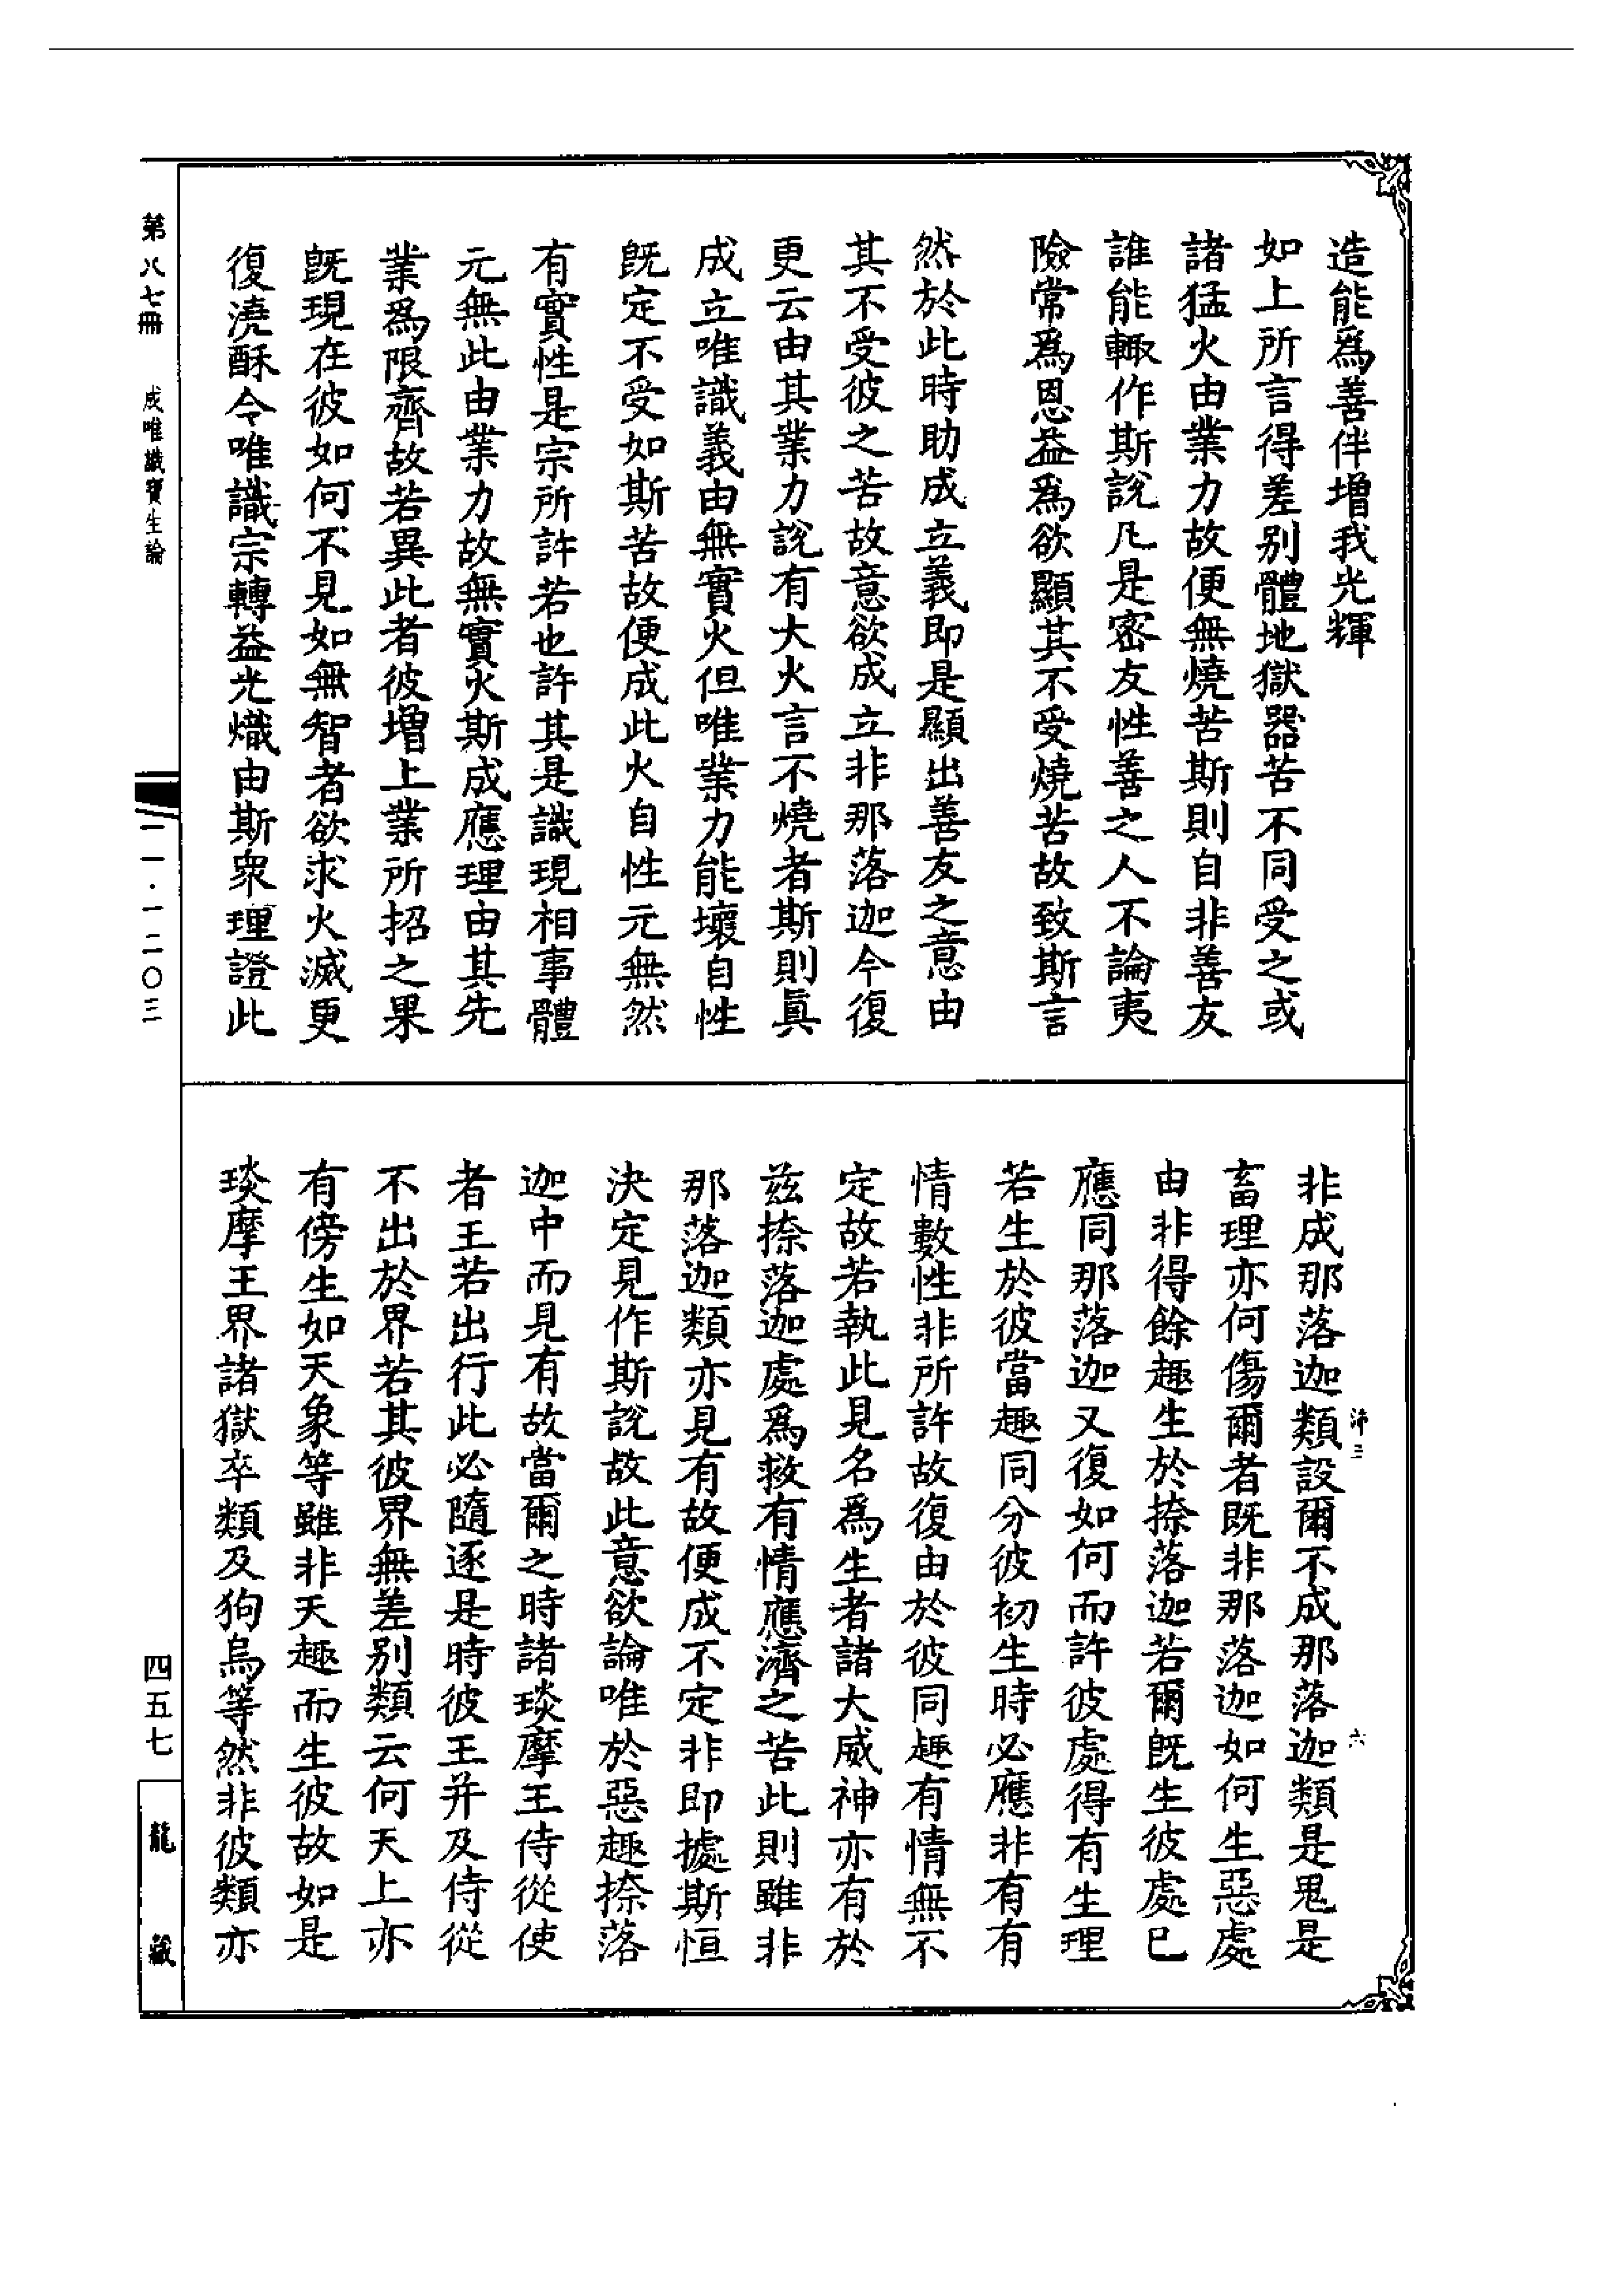 造能爲善伴增我光輝
如上所言得差別體地獄器苦不同受之或
諸猛火由業力故便無燒苦斯則自非善友
誰能輙作斯說凡是密友性善之人不論夷
險常爲恩益爲欲顯其不受燒苦故致斯言
然於此時助成立義即是顯出善友之意由
其不受彼之苦故意欲成立非那落迦今復
更云由其業力說有大火言不燒者斯則眞
成立唯識義由無實火但唯業力能壞自性
旣定不受如斯苦故便成此火自性元無然
有實性是宗所許若也許其是識現相事體
元無此由業力故無實火斯成應理由其先
業爲限齊故若異此者彼增上業所招之果
旣現在彼如何不見如無智者欲求火滅更
復澆酥令唯識宗轉益光熾由斯衆理證此
非成那落迦類設爾不成那落迦類是鬼是
畜理亦何傷爾者既非那落迦如何生惡處
由非得餘趣生於捺落迦若爾旣生彼處已
應同那落迦又復如何而許彼處得有生理
若生於彼當趣同分彼初生時必應非有有
情數性非所許故復由於彼同趣有情無不
定故若執此見名爲生者諸大威神亦有於
茲捺落迦處爲救有情應濟之苦此則雖非
那落迦類亦見有故便成不定非即據斯恒
決定見作斯說故此意欲論唯於惡趣捺落
迦中而見有故當爾之時諸琰摩王侍從使
者王若出行此必隨逐是時彼王并及侍從
不出於界若其彼界無差別類云何天上亦
有傍生如天象等雖非天趣而生彼故如是
琰摩王界諸獄卒類及狗烏等然非彼類亦
六
第八七冊
成唯識寶生論
一一一·一二〇三
四五七
龍藏